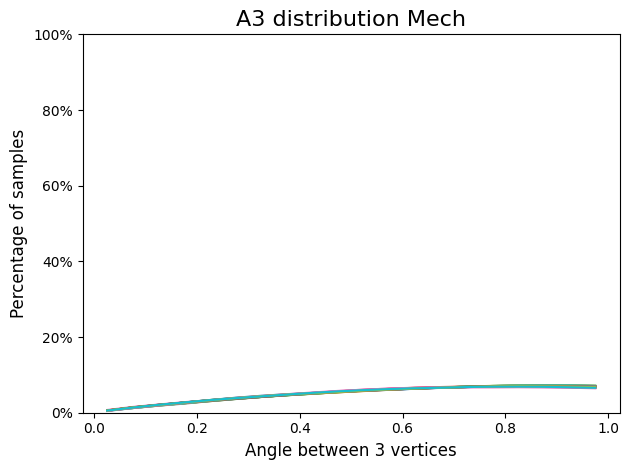 A3 distribution Mech
100%
80%
60%
40%
20%
0%
Percentage of samples
0.0 0.2 0.4 0.6 0.8 1.0
Angle between 3 vertices